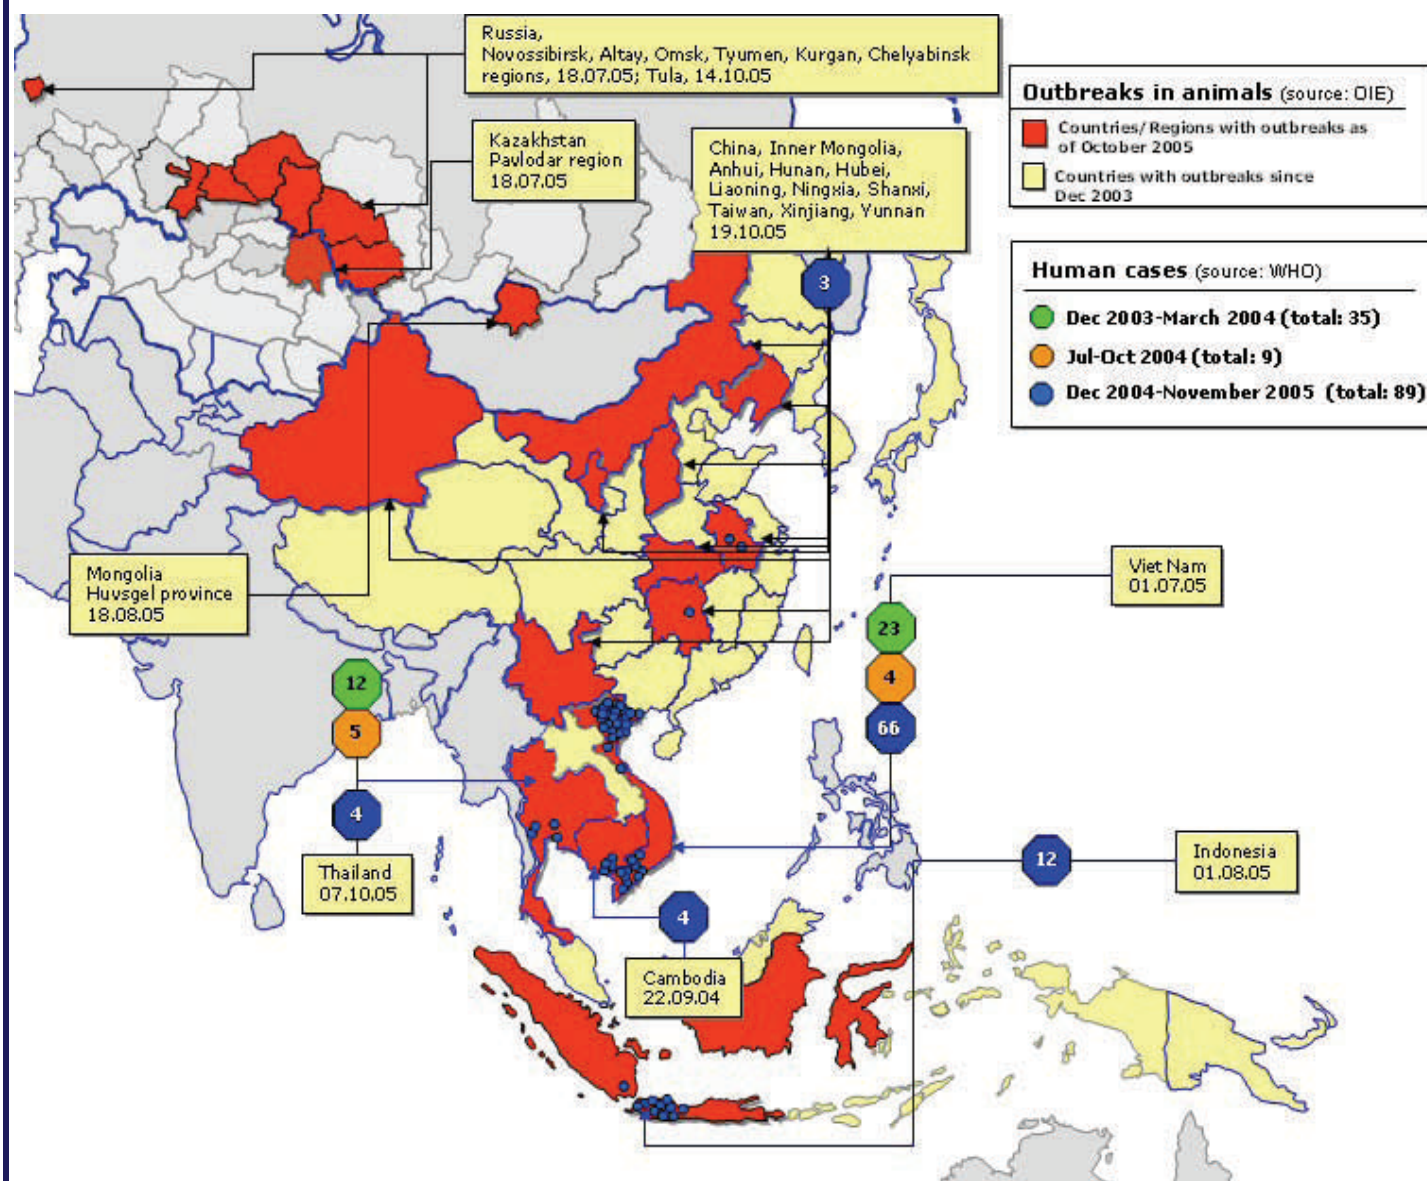 Russia,
Novossibirsk, Altay, Omsk, Tyumen, Kurgan, Chelyabinsk
regions, 18.07.05; Tula, 14.10.05
Kazakhstan
Pavlodar region
18.07.05
China, Inner Mongolia,
Anhui, Hunan, Hubei,
Liaoning, Ningxia, Shanxi,
Taiwan, Xinjiang, Yunnan
19.10.05
3
Outbreaks in animals (source: OIE)
Countries/Regions with outbreaks as
of October 2005
Countries with outbreaks since
Dec 2003
Human cases (source: WHO)
Dec 2003-March 2004 (total: 35)
Jul-Oct 2004 (total: 9)
Dec 2004-November 2005 (total: 89)
Mongolia
Huvsgel province
18.08.05
Viet Nam
01.07.05
23
4
66
12
5
4
Thailand
07.10.05
4
Cambodia
22.09.04
12
Indonesia
01.08.05